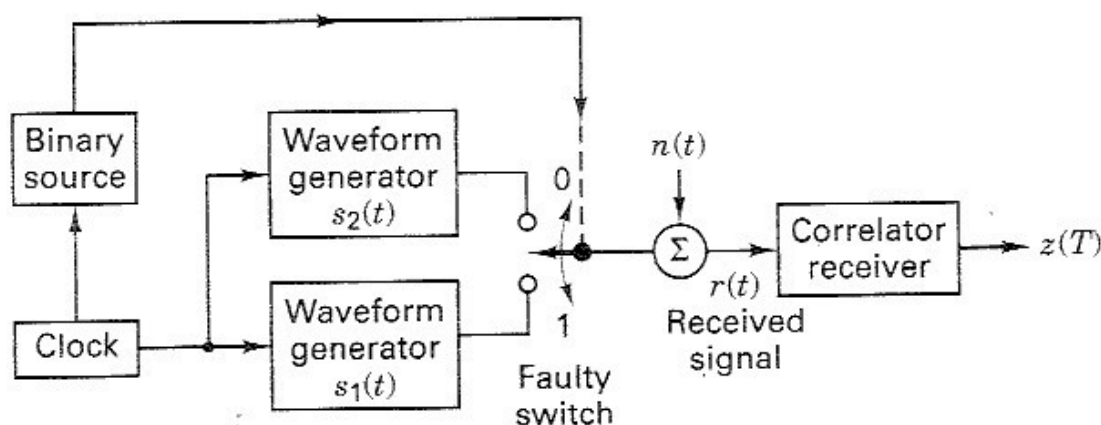 Binary
source
Waveform
generator
s₂(t)
0
n(t)
Σ
Correlator
receiver
z(T)
r(t)
Received
signal
Clock
Waveform
generator
s₁(t)
1
Faulty
switch